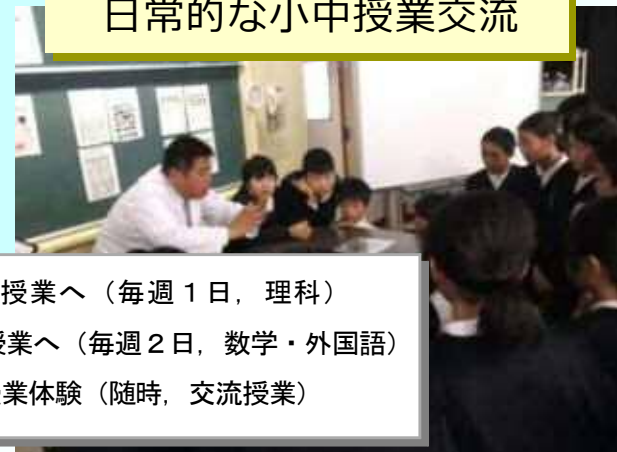 日常的な小中授業交流
授業へ（毎週１日，理科）
授業へ（毎週２日，数学・外国語）
業体験（随時，交流授業）